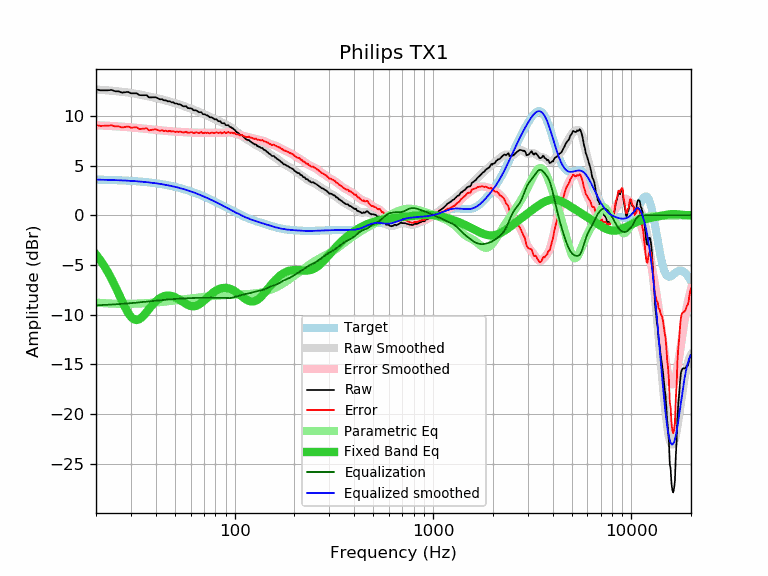 Philips TX1
10
5
0
−5
−10
−15
−20
−25
Amplitude (dBr)
Target
Raw Smoothed
Error Smoothed
Raw
Error
Parametric Eq
Fixed Band Eq
Equalization
Equalized smoothed
100
1000
10000
Frequency (Hz)